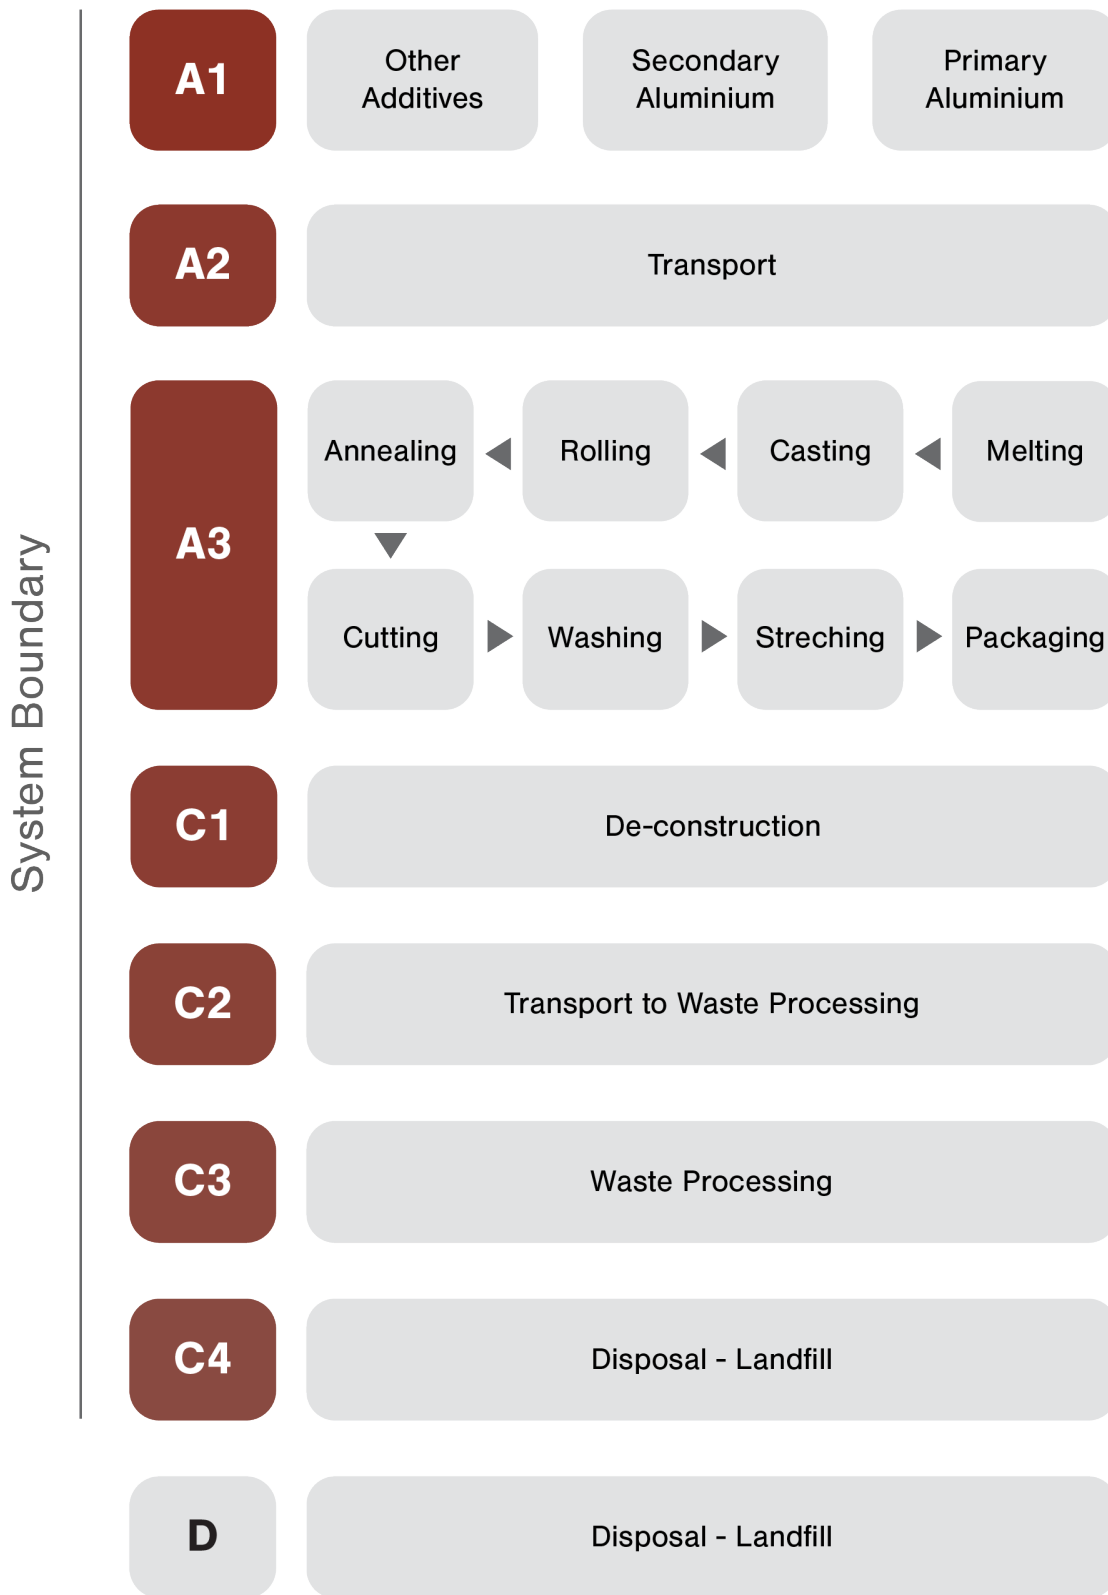 System Boundary
A1
Other
Additives
Secondary
Aluminium
Primary
Aluminium
A2
Transport
A3
Annealing
Rolling
Casting
Melting
Cutting
Washing
Streching
Packaging
C1
De-construction
C2
Transport to Waste Processing
C3
Waste Processing
C4
Disposal - Landfill
D
Disposal - Landfill